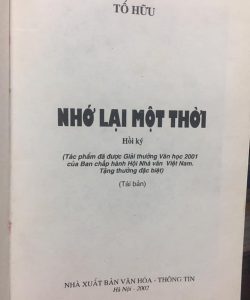 TỐ HỮU
NHỚ LẠI MỘT THỜI
Hồi ký
(Tác phẩm đã được Giải thưởng Văn học 2001
của Ban chấp hành Hội Nhà văn Việt Nam.
Tặng thưởng đặc biệt)
(Tái bản)
NHÀ XUẤT BẢN VĂN HÓA - THÔNG TIN
Hà Nội - 2002